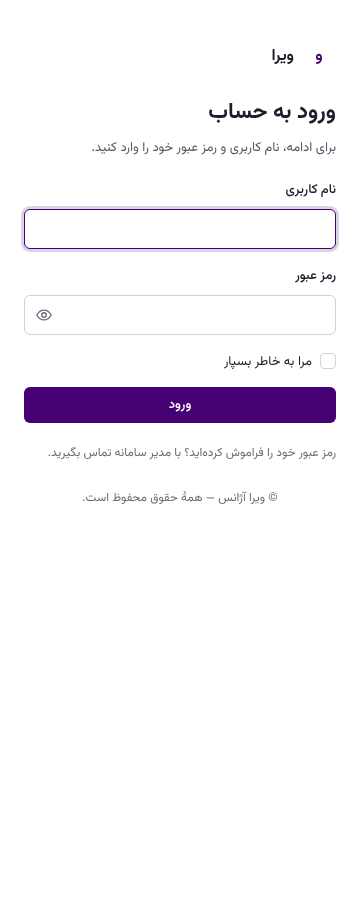 و ویرا
ورود به حساب
برای ادامه، نام کاربری و رمز عبور خود را وارد کنید.
نام کاربری
رمز عبور
مرا به خاطر بسپار
ورود
رمز عبور خود را فراموش کرده‌اید؟ با مدیر سامانه تماس بگیرید.
© ویرا آژانس — همهٔ حقوق محفوظ است.